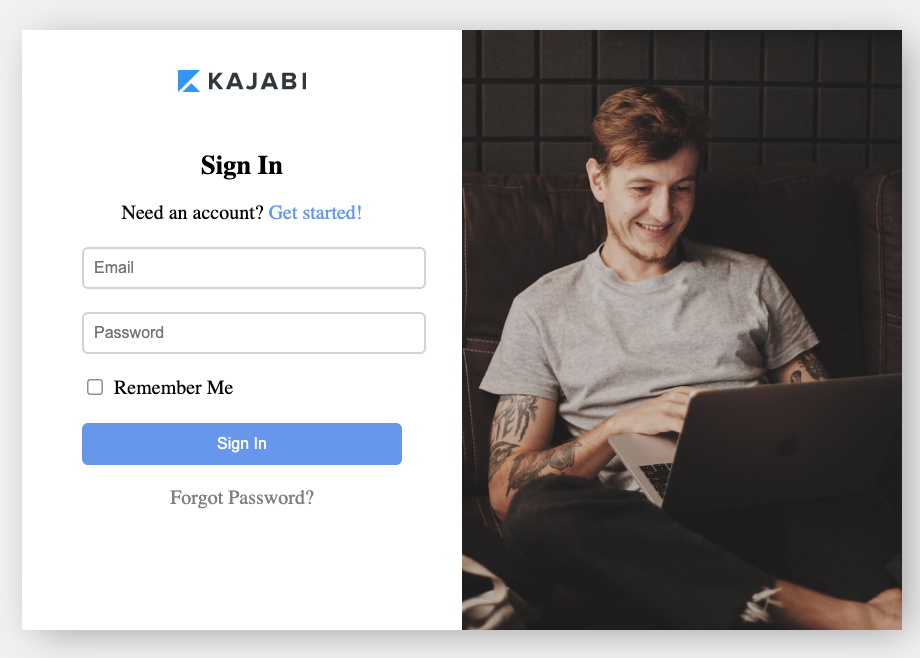 KAJABI
Sign In
Need an account? Get started!
Email
Password
Remember Me
Sign In
Forgot Password?